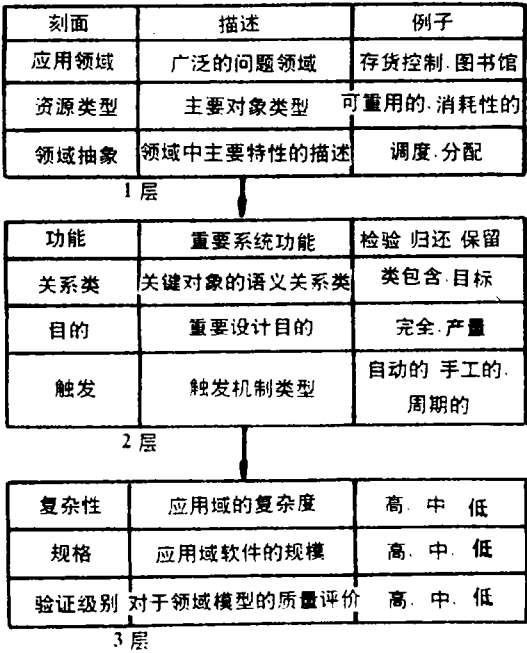 刻面 描述 例子
应用领域 广泛的问题领域 存货控制、图书馆
资源类型 主要对象类型 可重用的、消耗性的
领域抽象 领域中主要特性的描述 调度、分配
1 层
功能 重要系统功能 检验 归还 保留
关系类 关键对象的语义关系类 类包含、目标
目的 重要设计目的 完全、产量
触发 触发机制类型 自动的 手工的、
周期的
2 层
复杂性 应用域的复杂度 高、中、低
规格 应用域软件的规模 高、中、低
验证级别 对于领域模型的质量评价 高、中、低
3 层